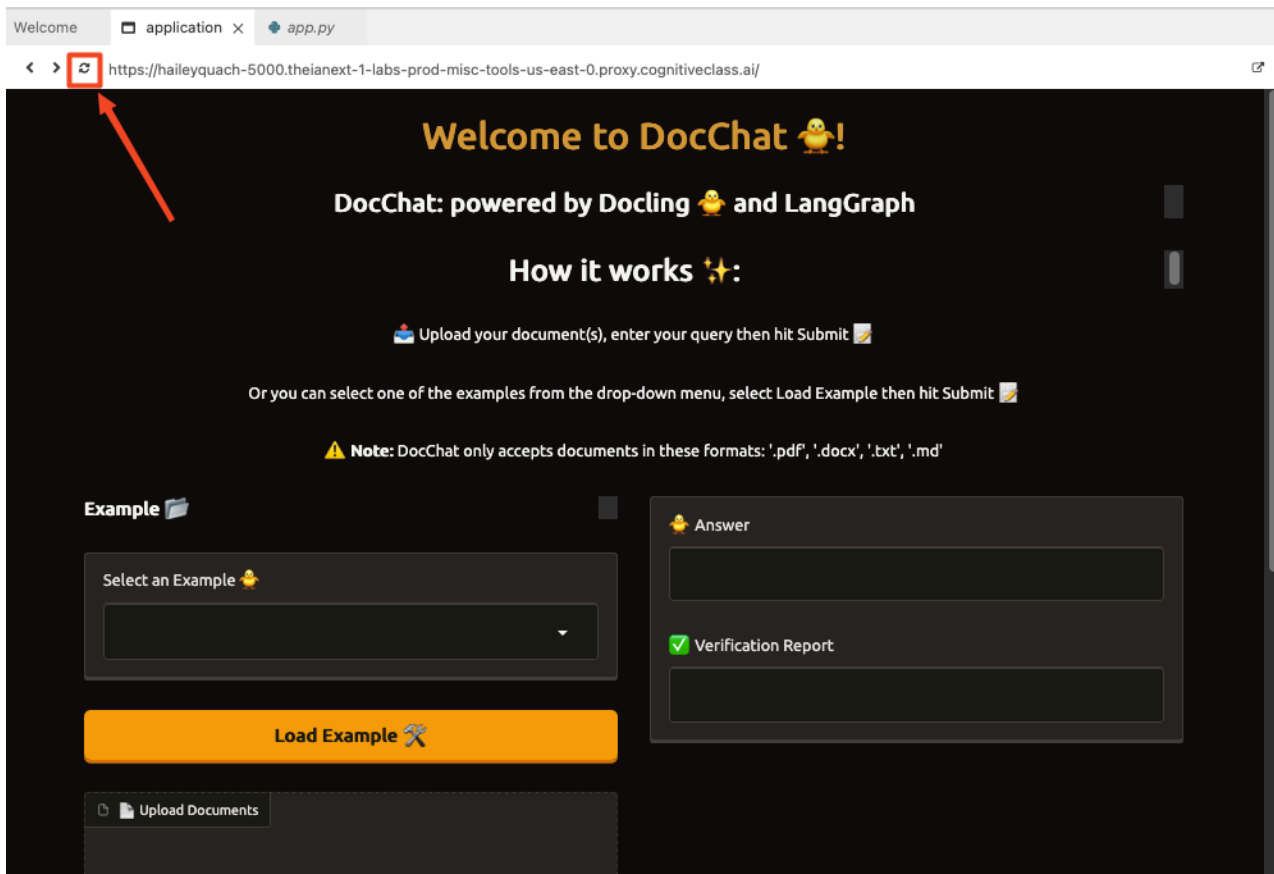 Welcome
application
app.py
https://haileyquach-5000.theianext-1-labs-prod-misc-tools-us-east-0.proxy.cognitiveclass.ai/
Welcome to DocChat 🐥!
DocChat: powered by Docling 🐥 and LangGraph
How it works ✨:
📤 Upload your document(s), enter your query then hit Submit 📝
Or you can select one of the examples from the drop-down menu, select Load Example then hit Submit 📝
⚠️ Note: DocChat only accepts documents in these formats: '.pdf', '.docx', '.txt', '.md'
Example 📂
Select an Example 🐥
Load Example 🛠️
📄 Upload Documents
🐥 Answer
✅ Verification Report